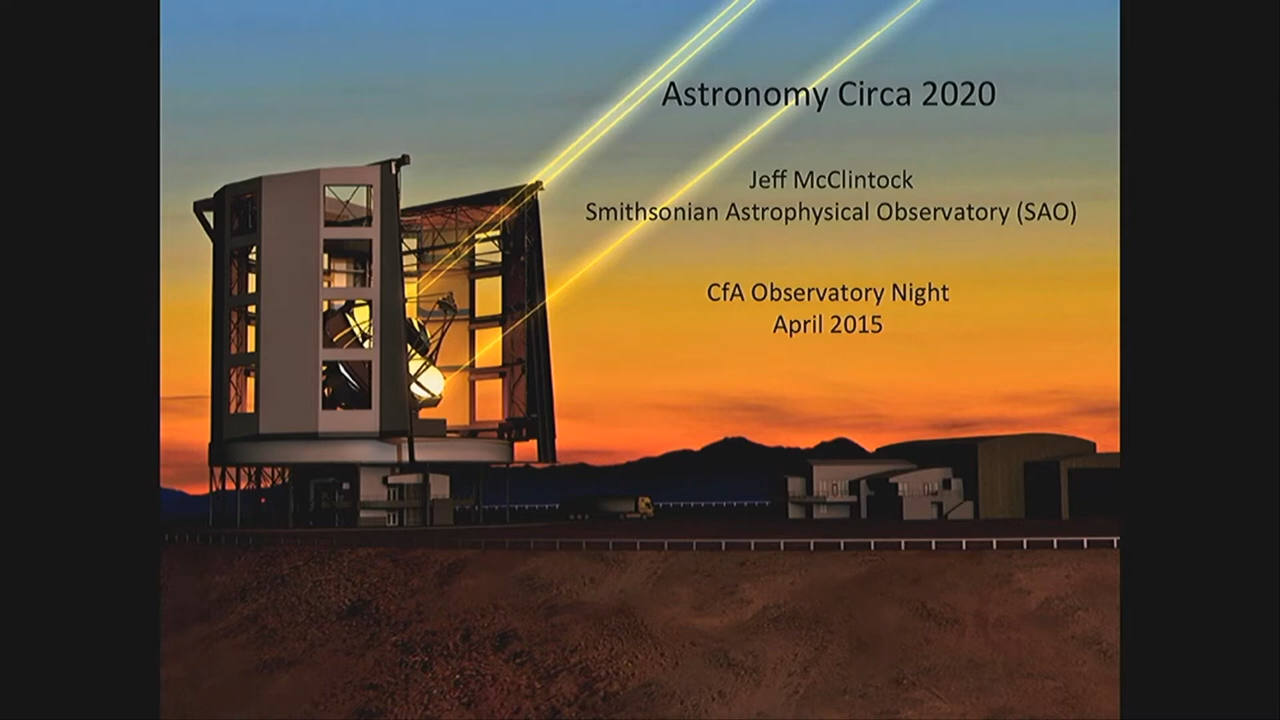 Astronomy Circa 2020
Jeff McClintock
Smithsonian Astrophysical Observatory (SAO)
CfA Observatory Night
April 2015